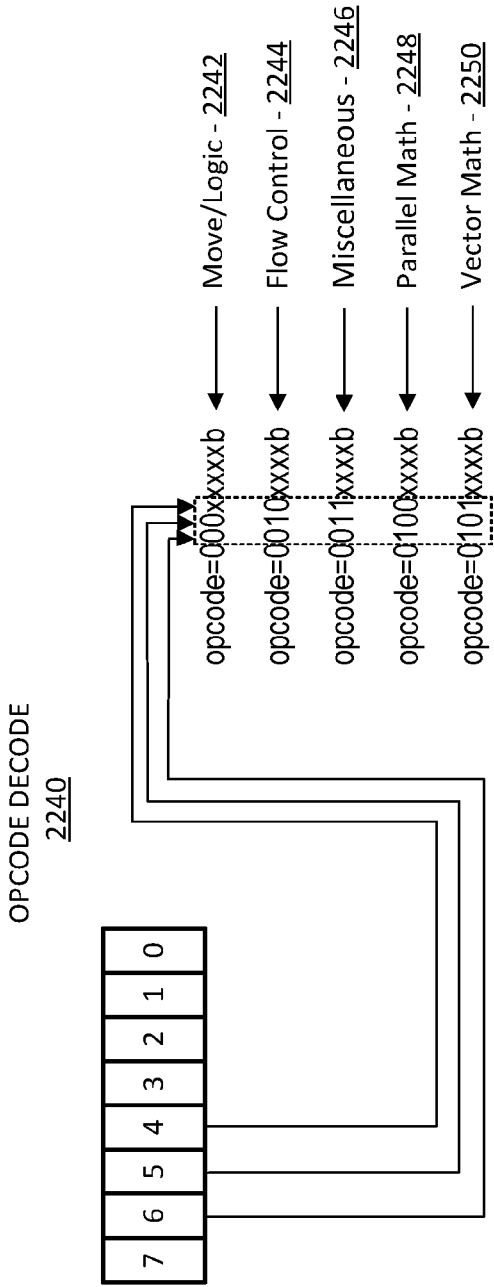 OPCODE DECODE
2240
7 6 5 4 3 2 1 0
opcode=000xxxxxb Move/Logic - 2242
opcode=0010xxxxb Flow Control - 2244
opcode=0011xxxxb Miscellaneous - 2246
opcode=0100xxxxb Parallel Math - 2248
opcode=0101xxxxb Vector Math - 2250